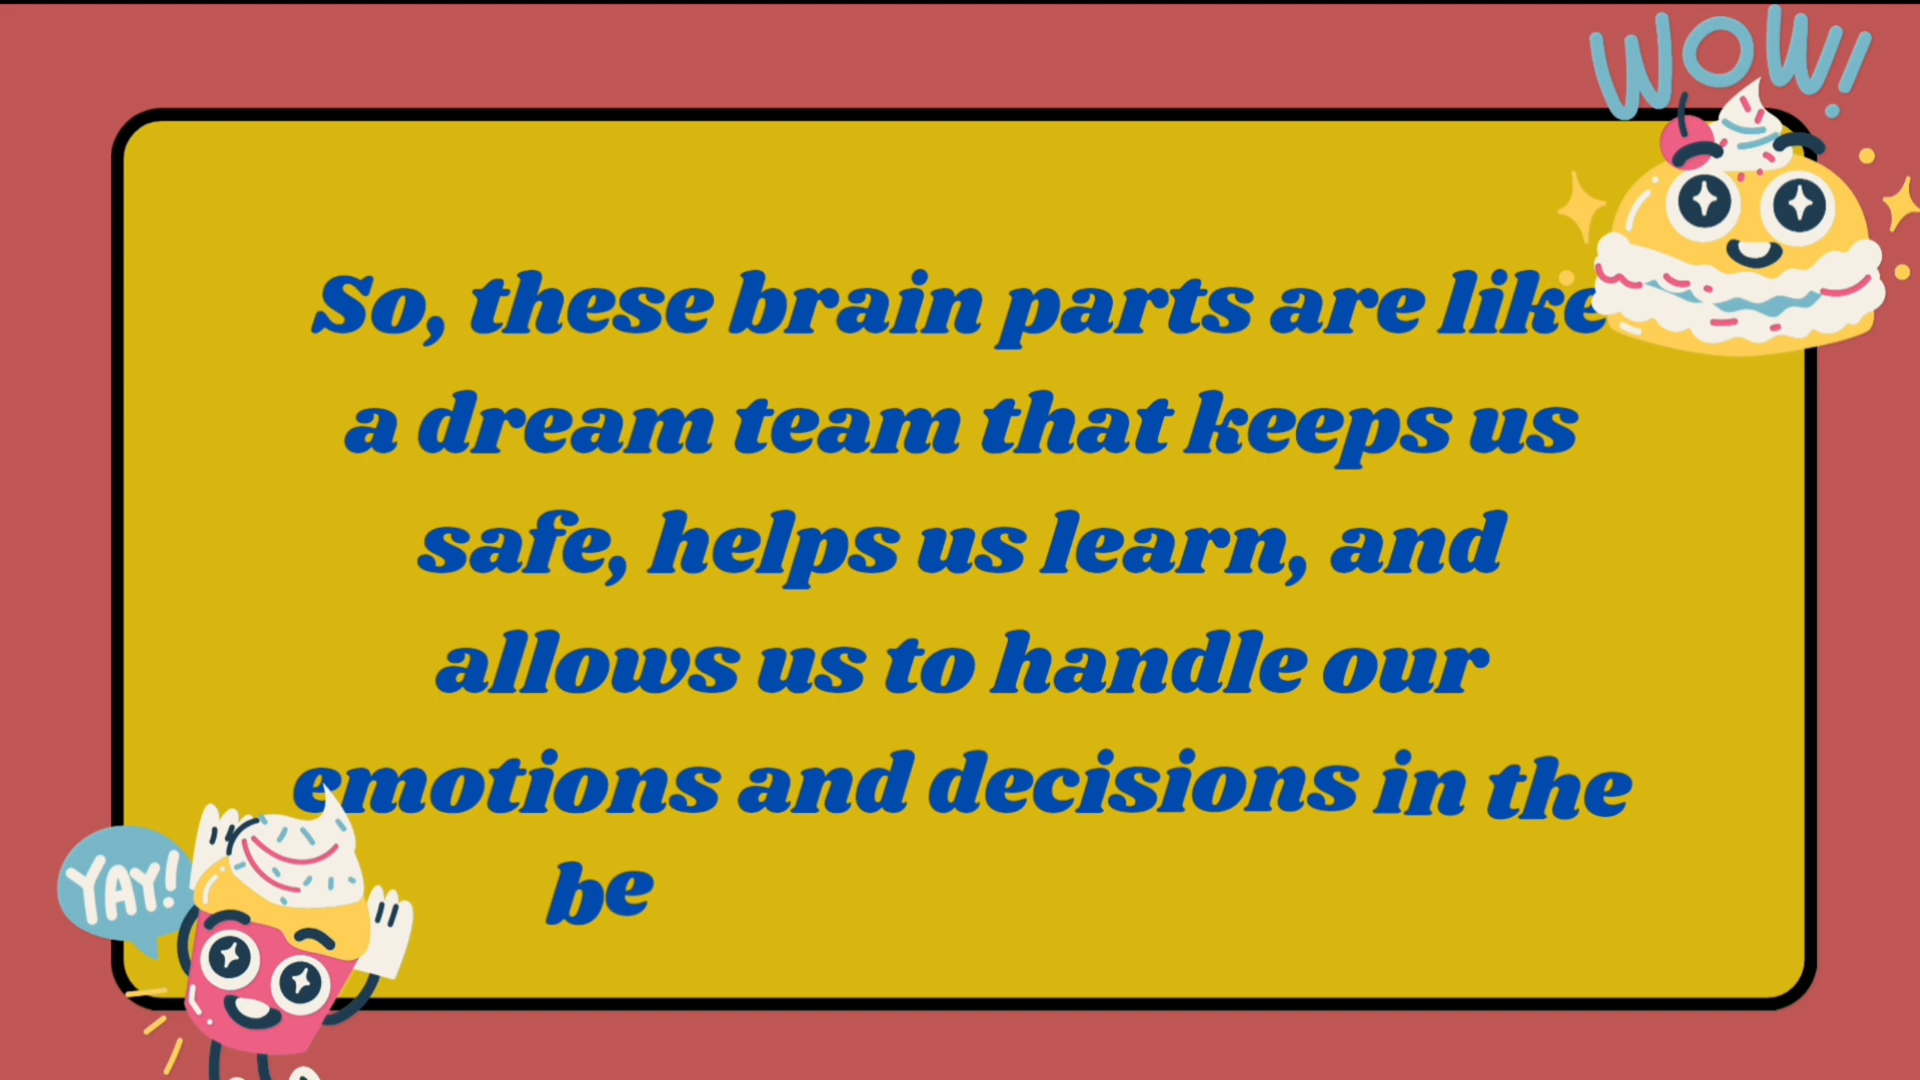 WOW!
So, these brain parts are like
a dream team that keeps us
safe, helps us learn, and
allows us to handle our
emotions and decisions in the
be
YAY!